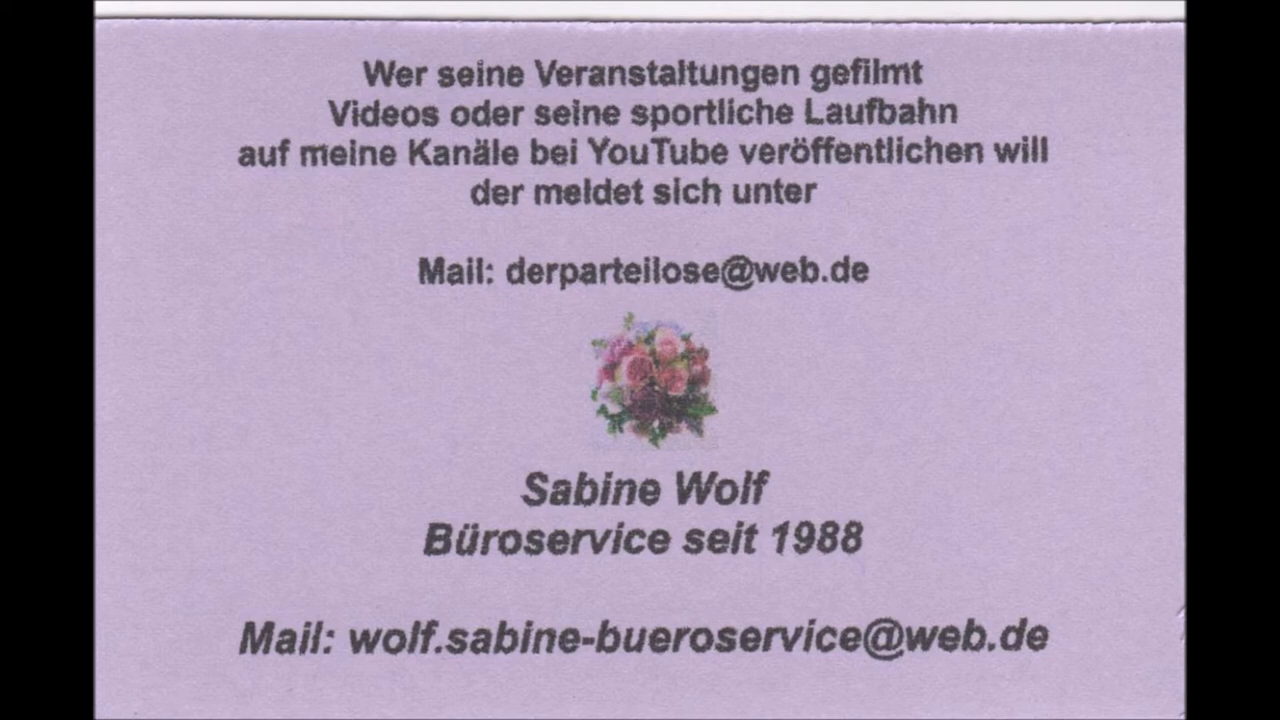 Wer seine Veranstaltungen gefilmt
Videos oder seine sportliche Laufbahn
auf meine Kanäle bei YouTube veröffentlichen will
der meldet sich unter
Mail: derparteilose@web.de
Sabine Wolf
Büroservice seit 1988
Mail: wolf.sabine-bueroservice@web.de